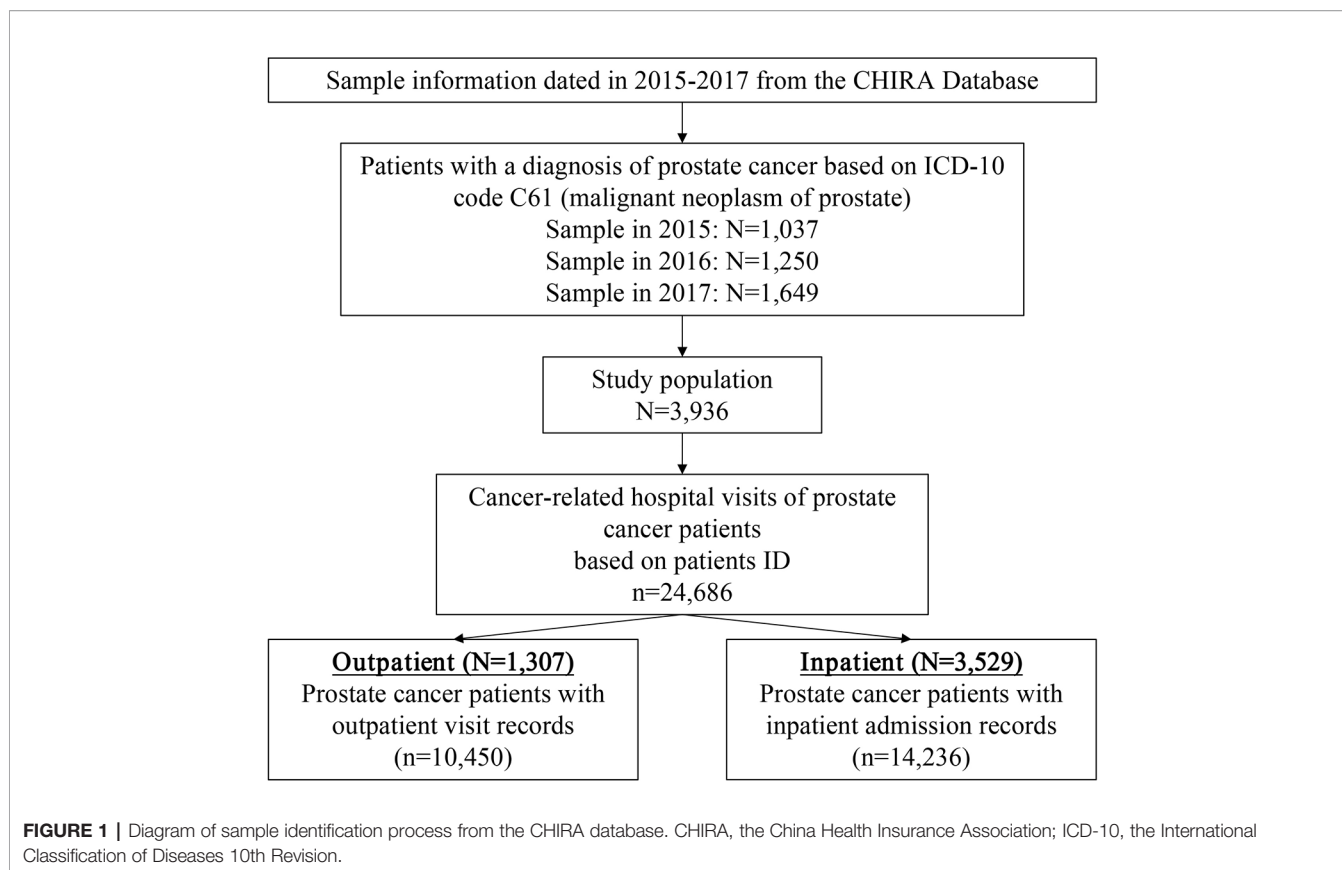 Sample information dated in 2015-2017 from the CHIRA Database
Patients with a diagnosis of prostate cancer based on ICD-10
code C61 (malignant neoplasm of prostate)
Sample in 2015: N=1,037
Sample in 2016: N=1,250
Sample in 2017: N=1,649
Study population
N=3,936
Cancer-related hospital visits of prostate
cancer patients
based on patients ID
n=24,686
Outpatient (N=1,307)
Prostate cancer patients with
outpatient visit records
(n=10,450)
Inpatient (N=3,529)
Prostate cancer patients with
inpatient admission records
(n=14,236)
FIGURE 1 | Diagram of sample identification process from the CHIRA database. CHIRA, the China Health Insurance Association; ICD-10, the International
Classification of Diseases 10th Revision.